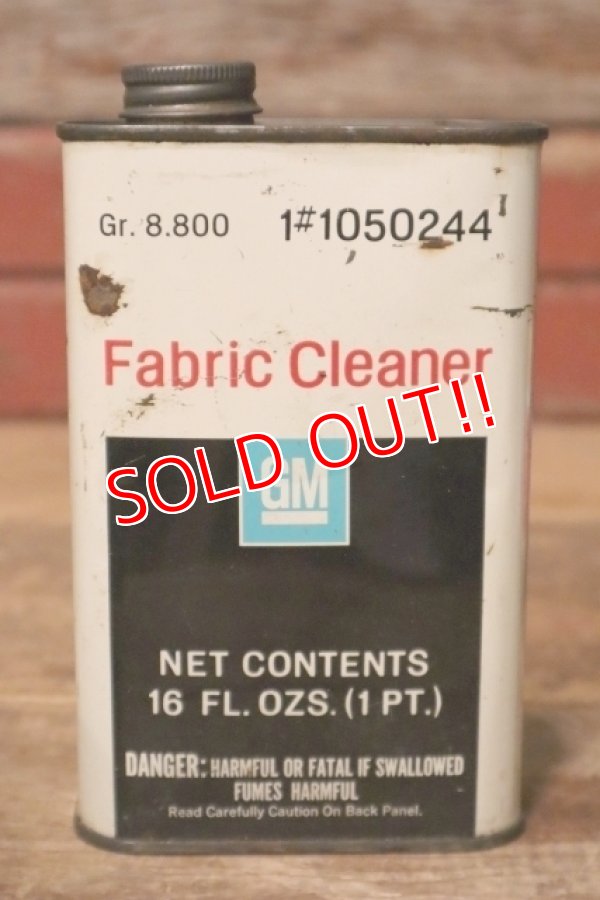 Gr. 8.800 1#1050244
Fabric Cleaner
SOLD OUT!!
GM
NET CONTENTS
16 FL. OZS. (1 PT.)
DANGER: HARMFUL OR FATAL IF SWALLOWED
FUMES HARMFUL
Read Carefully Caution On Back Panel.